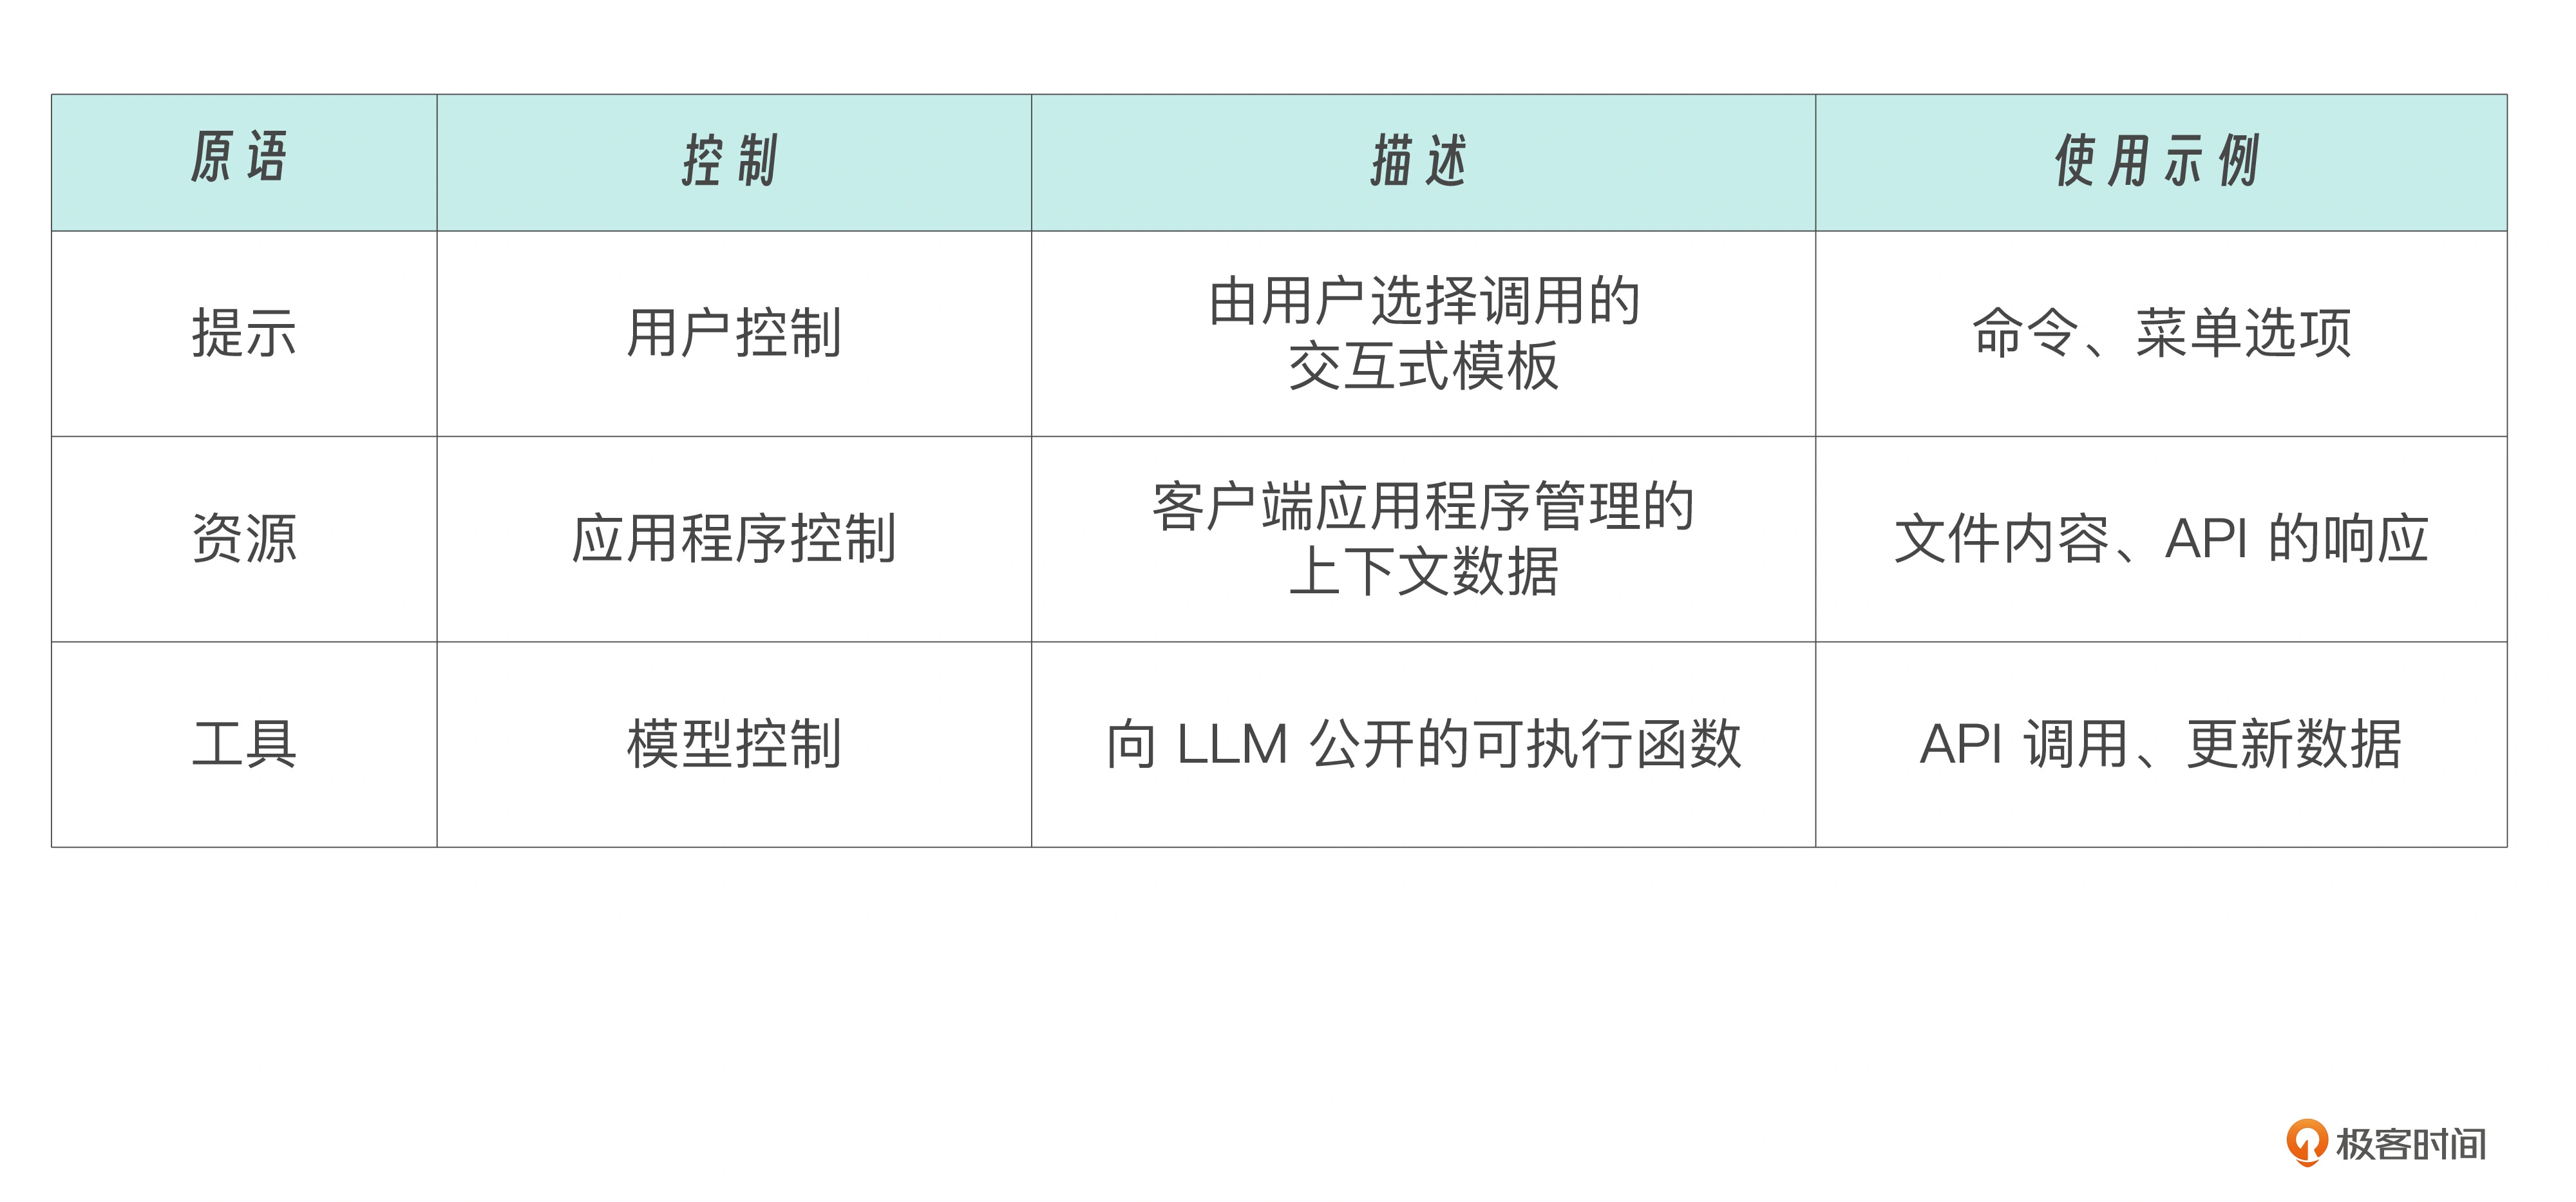 原语 控制 描述 使用示例
提示 用户控制 由用户选择调用的
交互式模板 命令、菜单选项
资源 应用程序控制 客户端应用程序管理的
上下文数据 文件内容、API 的响应
工具 模型控制 向 LLM 公开的可执行函数 API 调用、更新数据
极客时间